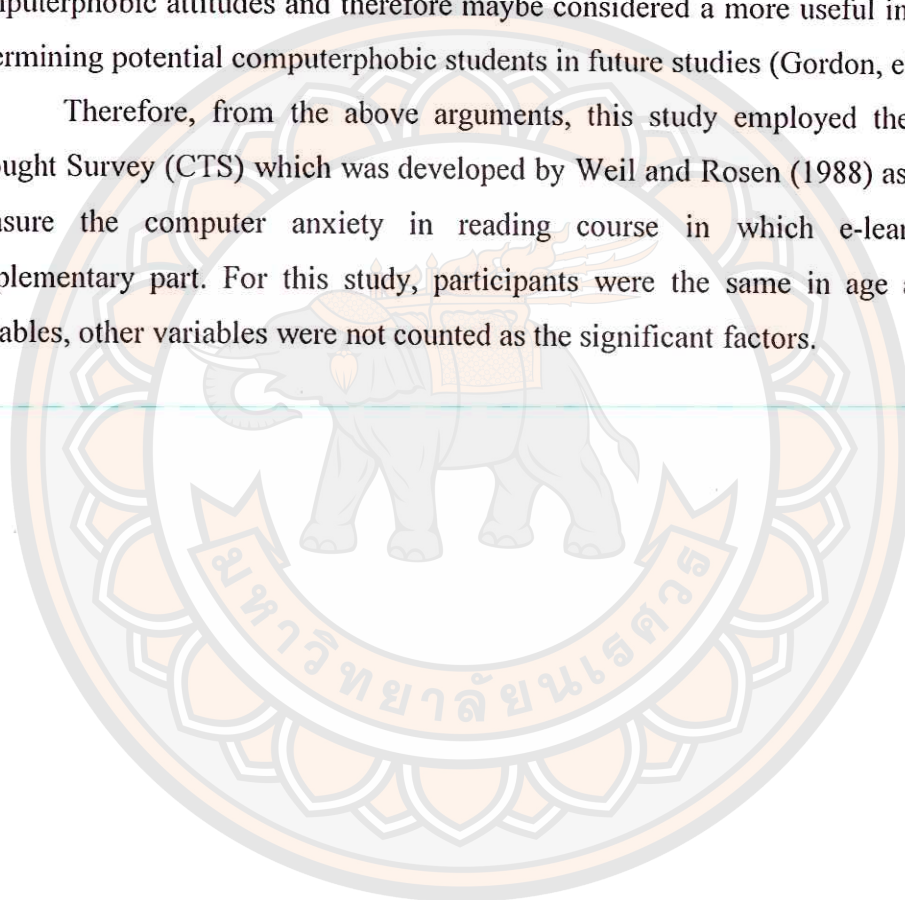 computerphobic attitudes and therefore maybe considered a more useful in
ermining potential computerphobic students in future studies (Gordon, e
Therefore, from the above arguments, this study employed the
ught Survey (CTS) which was developed by Weil and Rosen (1988) as
asure the computer anxiety in reading course in which e-lear
plementary part. For this study, participants were the same in age
ables, other variables were not counted as the significant factors.
มหาวิทยาลัยนเรศวร